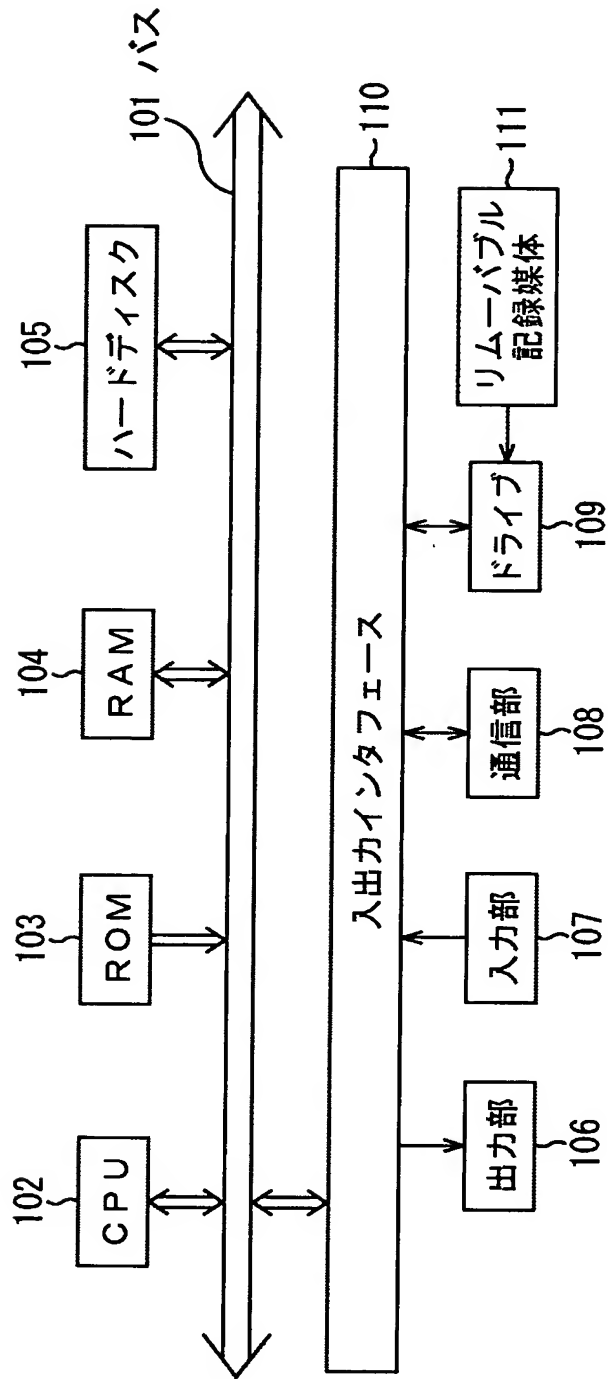 101 バス
102
CPU
103
ROM
104
RAM
105
ハードディスク
入出力インタフェース
110
出力部
106
入力部
107
通信部
108
ドライブ
109
リムーバブル
記録媒体
111